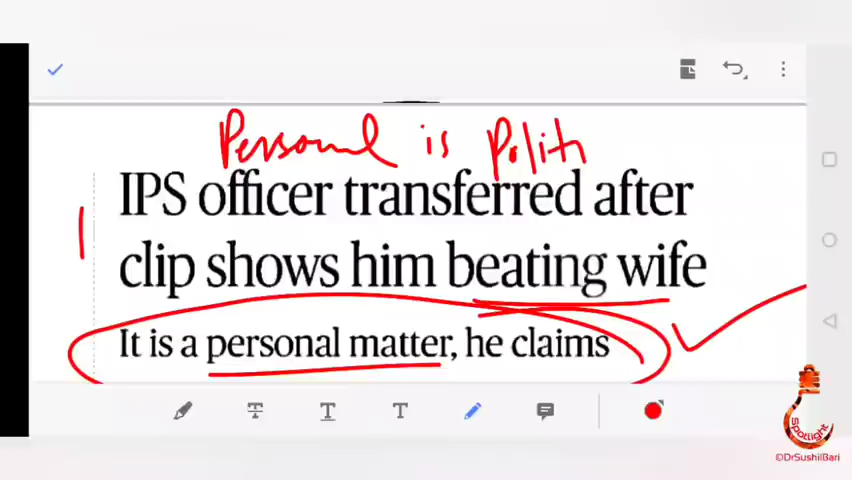 Personal is Politi
IPS officer transferred after
clip shows him beating wife
It is a personal matter, he claims
Spotlight
©DrSushilBari